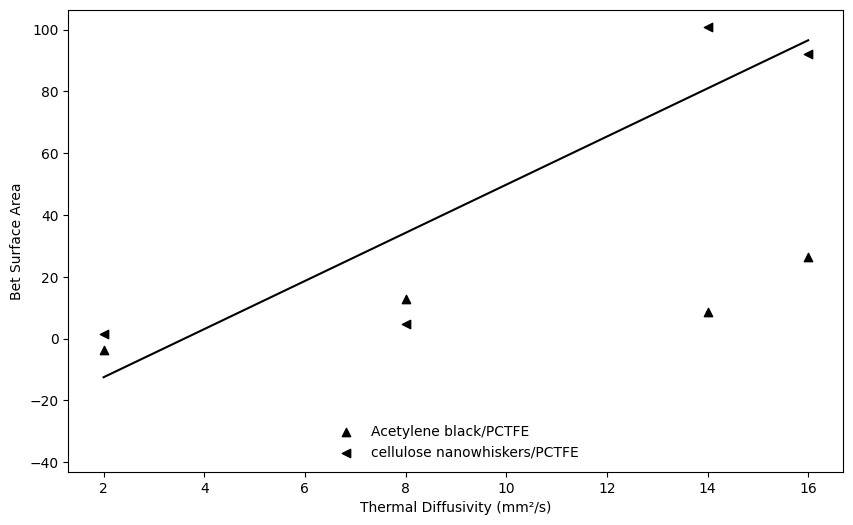 100
80
60
40
20
0
−20
−40
Bet Surface Area
Acetylene black/PCTFE
cellulose nanowhiskers/PCTFE
2 4 6 8 10 12 14 16
Thermal Diffusivity (mm²/s)